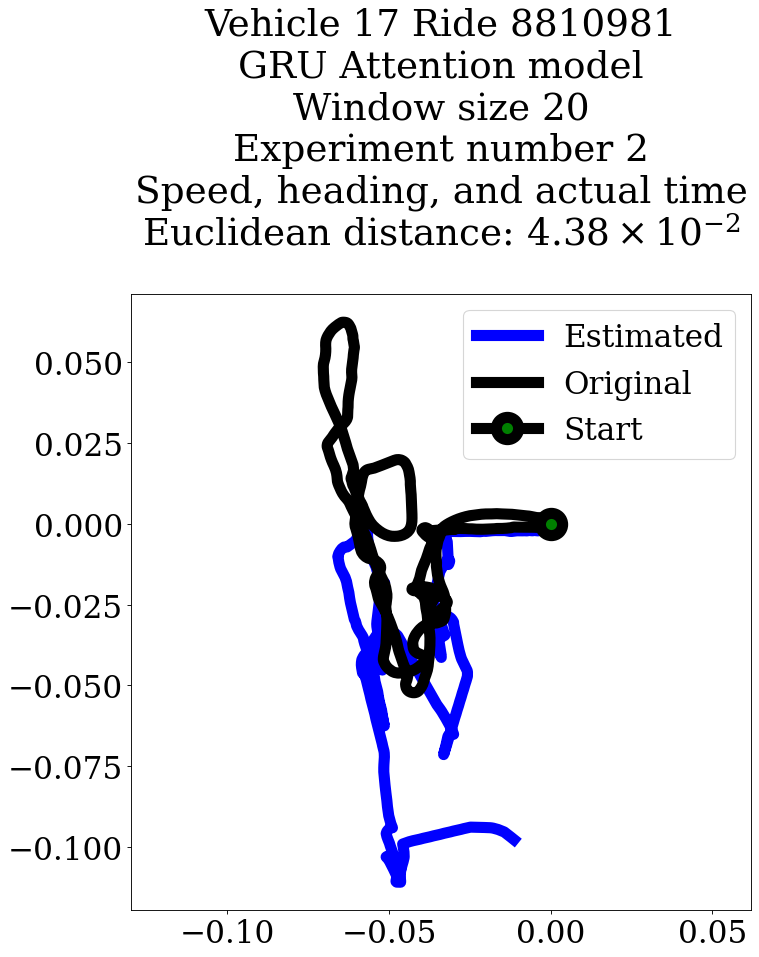 Vehicle 17 Ride 8810981
GRU Attention model
Window size 20
Experiment number 2
Speed, heading, and actual time
Euclidean distance: 4.38 × 10⁻²
Estimated
Original
Start
0.050
0.025
0.000
−0.025
−0.050
−0.075
−0.100
−0.10
−0.05
0.00
0.05